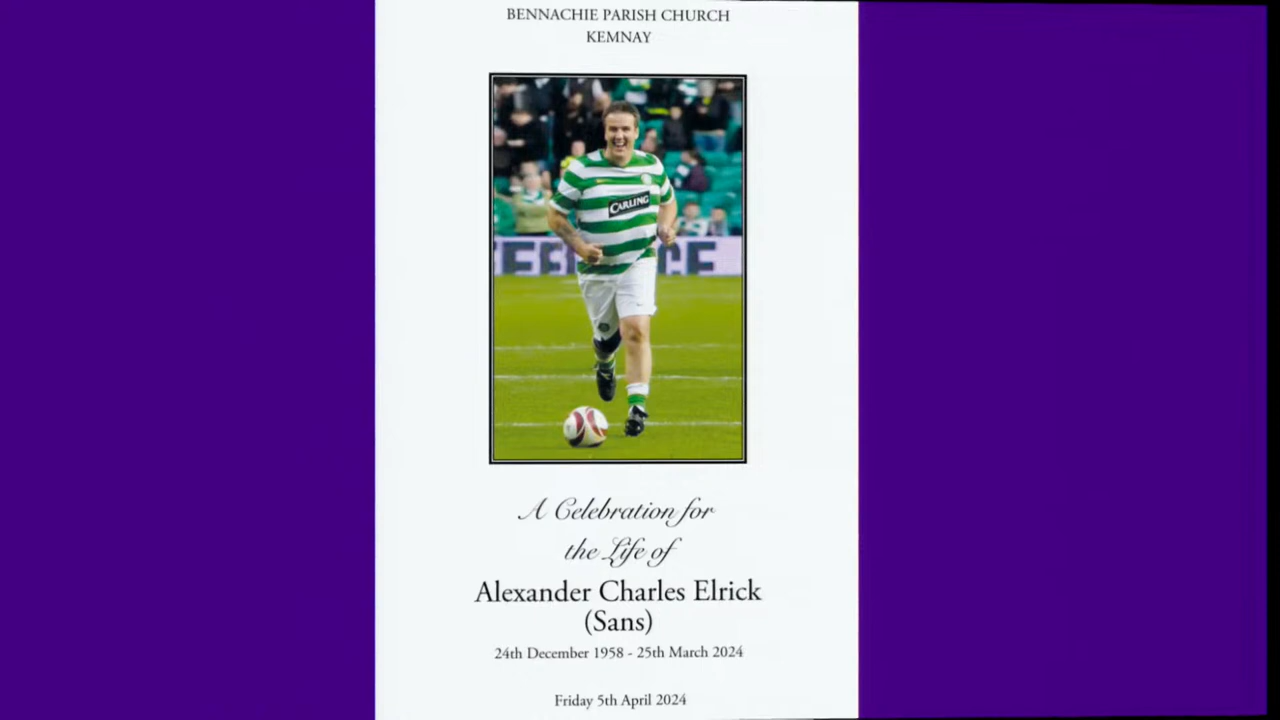 BENNACHIE PARISH CHURCH
KEMNAY
CARLING
A Celebration for
the Life of
Alexander Charles Elrick
(Sans)
24th December 1958 - 25th March 2024
Friday 5th April 2024